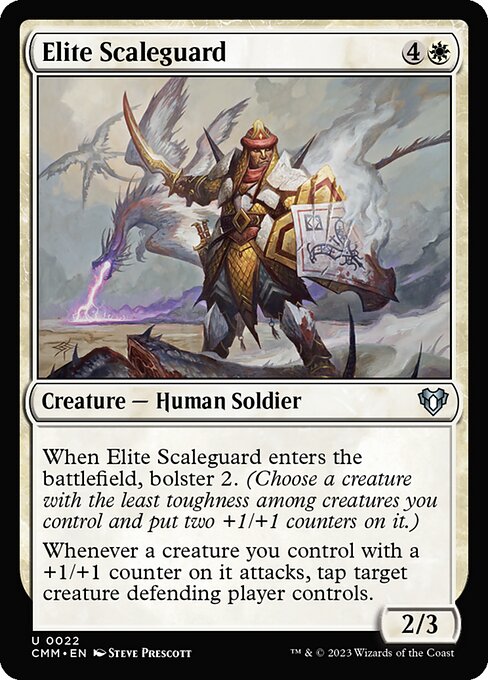 Elite Scaleguard 4
Creature — Human Soldier
When Elite Scaleguard enters the
battlefield, bolster 2. (Choose a creature
with the least toughness among creatures you
control and put two +1/+1 counters on it.)
Whenever a creature you control with a
+1/+1 counter on it attacks, tap target
creature defending player controls.
2/3
U 0022
CMM • EN Steve Prescott
™ & © 2023 Wizards of the Coast